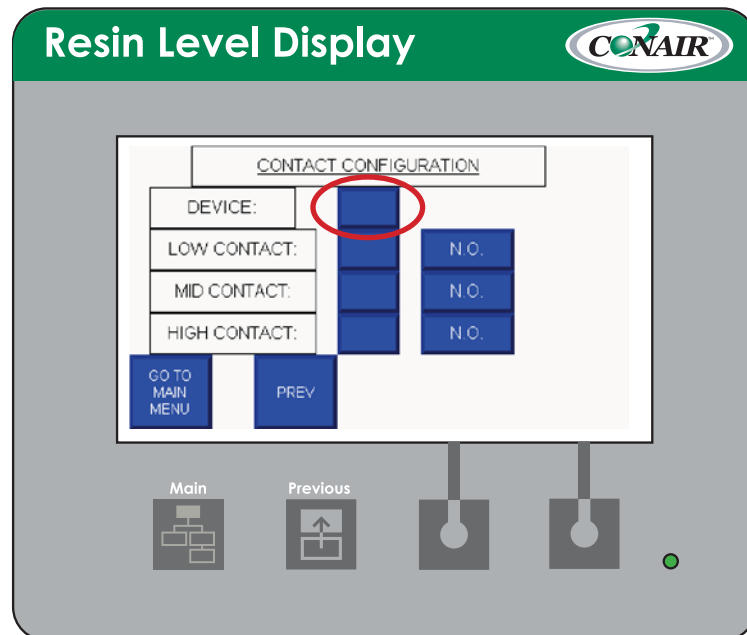 Resin Level Display
CONAIR
CONTACT CONFIGURATION
DEVICE:
LOW CONTACT: N.O.
MID CONTACT: N.O.
HIGH CONTACT: N.O.
GO TO
MAIN
MENU
PREV
Main Previous